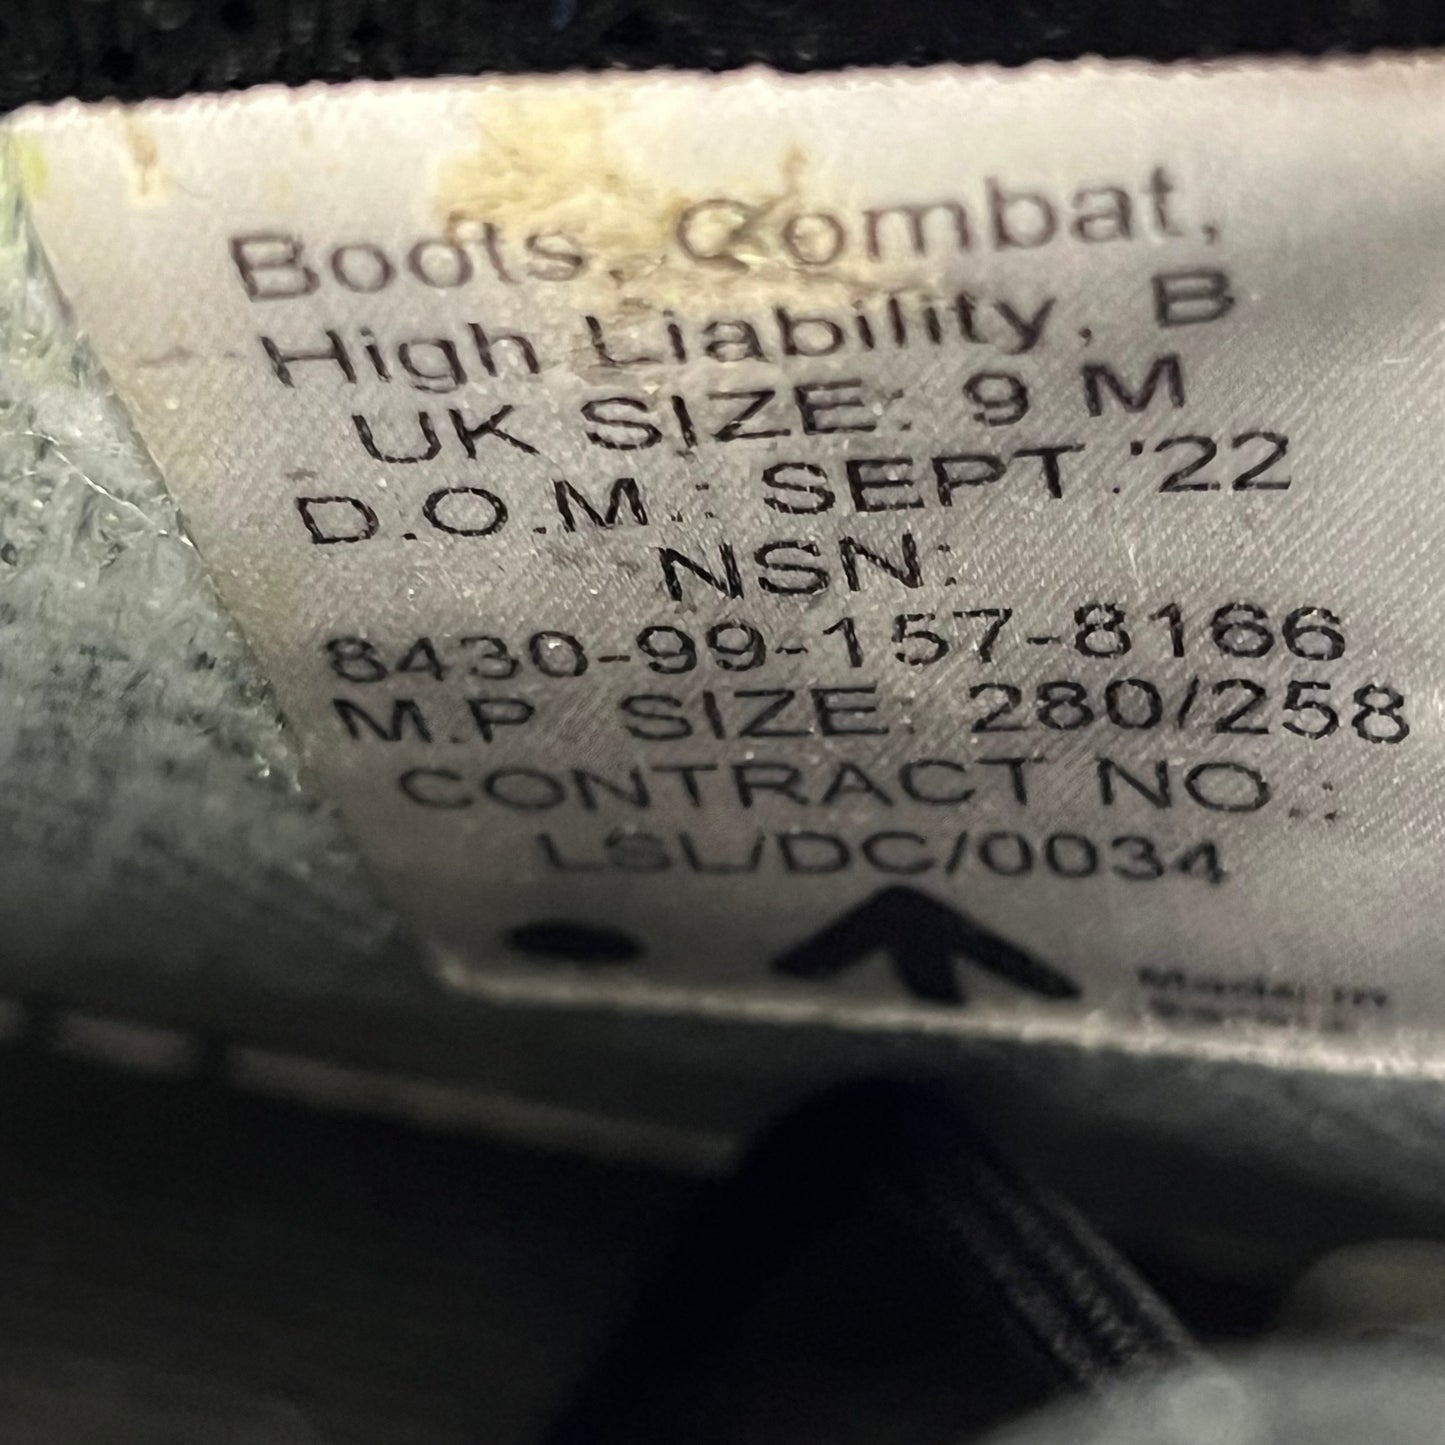 Boots, Combat,
High Liability, B
UK SIZE: 9 M
D.O.M.: SEPT.'22
NSN:
8430-99-157-8166
M.P. SIZE: 280/258
CONTRACT NO.:
LSL/DC/0034
Made in